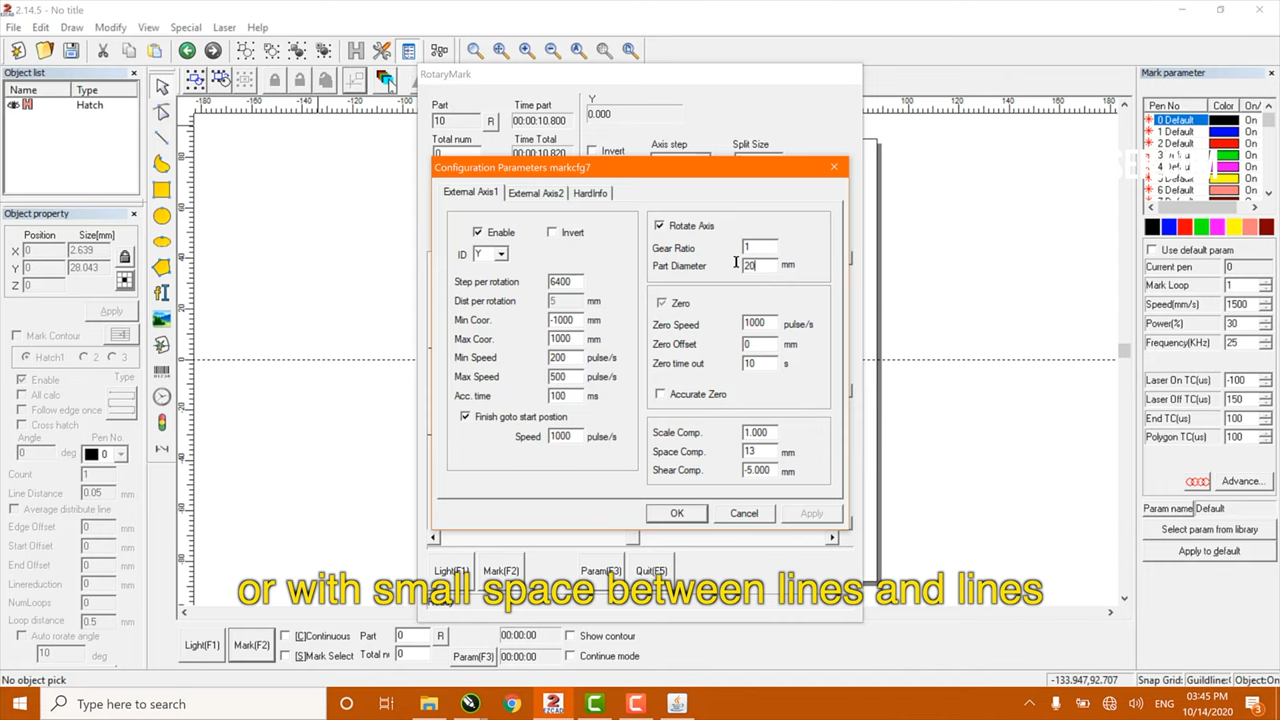 2.14.5 - No title
File Edit Draw Modify View Special Laser Help
Object list
Name Type
Hatch
Object property
Position Size[mm]
X 0 2.639
Y 0 28.043
Z 0
Apply
Mark Contour
Hatch1 2 3
Enable Type
All calc
Follow edge once
Cross hatch
Angle Pen No.
0 deg 0
Count 1
Line Distance 0.05 mm
Average distribute line
Edge Offset 0 mm
Start Offset 0 mm
End Offset 0 mm
Linereduction 0 mm
NumLoops 0
Loop distance 0.5 mm
Auto rotate angle
10 deg
RotaryMark
Part Time part Y
10 R 00:00:10.800 0.000
Total num Time Total
0 00:00:10.820 Invert Axis step Split Size
Configuration Parameters markcfg7
External Axis1 External Axis2 HardInfo
Enable Invert
ID Y
Step per rotation 6400
Dist per rotation 5 mm
Min Coor. -1000 mm
Max Coor. 1000 mm
Min Speed 200 pulse/s
Max Speed 500 pulse/s
Acc. time 100 ms
Finish goto start postion
Speed 1000 pulse/s
Rotate Axis
Gear Ratio 1
Part Diameter 20 mm
Zero
Zero Speed 1000 pulse/s
Zero Offset 0 mm
Zero time out 10 s
Accurate Zero
Scale Comp. 1.000
Space Comp. 13 mm
Shear Comp. -5.000 mm
OK Cancel Apply
Light(F1) Mark(F2) Param(F3) Quit(F5)
or with small space between lines and lines
Light(F1) Mark(F2) [C]Continuous Part 0 R 00:00:00 Show contour
[S]Mark Select Total nu 0 Param(F3) 00:00:00 Continue mode
Mark parameter
Pen No Color On/
0 Default On
1 Default On
2 Default On
3 On
4 On
5 On
6 Default On
Use default param
Current pen 0
Mark Loop 1
Speed(mm/s) 1500
Power(%) 30
Frequency(KHz) 25
Laser On TC(us) -100
Laser Off TC(us) 150
End TC(us) 100
Polygon TC(us) 100
Advance...
Param name Default
Select param from library
Apply to default
No object pick
-133.947,92.707 Snap Grid: Guildline: Object:On
Type here to search
ENG
03:45 PM
10/14/2020